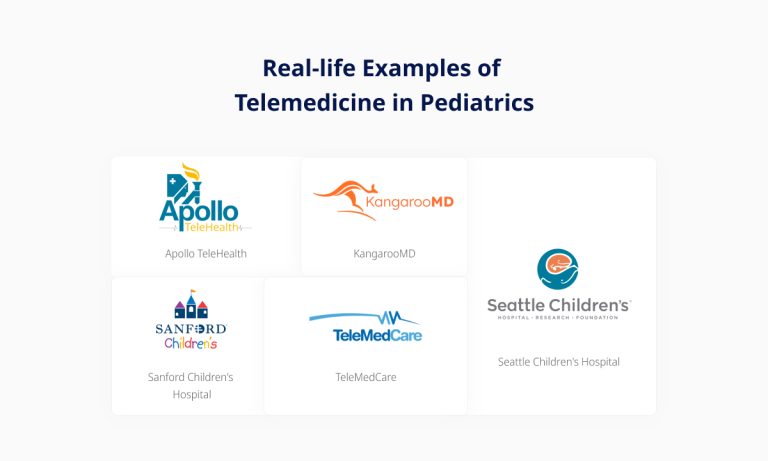 Real-life Examples of
Telemedicine in Pediatrics
Apollo
TeleHealth
Apollo TeleHealth
KangarooMD
KangarooMD
Seattle Children's®
HOSPITAL • RESEARCH • FOUNDATION
Seattle Children's Hospital
SANFORD
Children's
Sanford Children's
Hospital
TeleMedCare
TeleMedCare